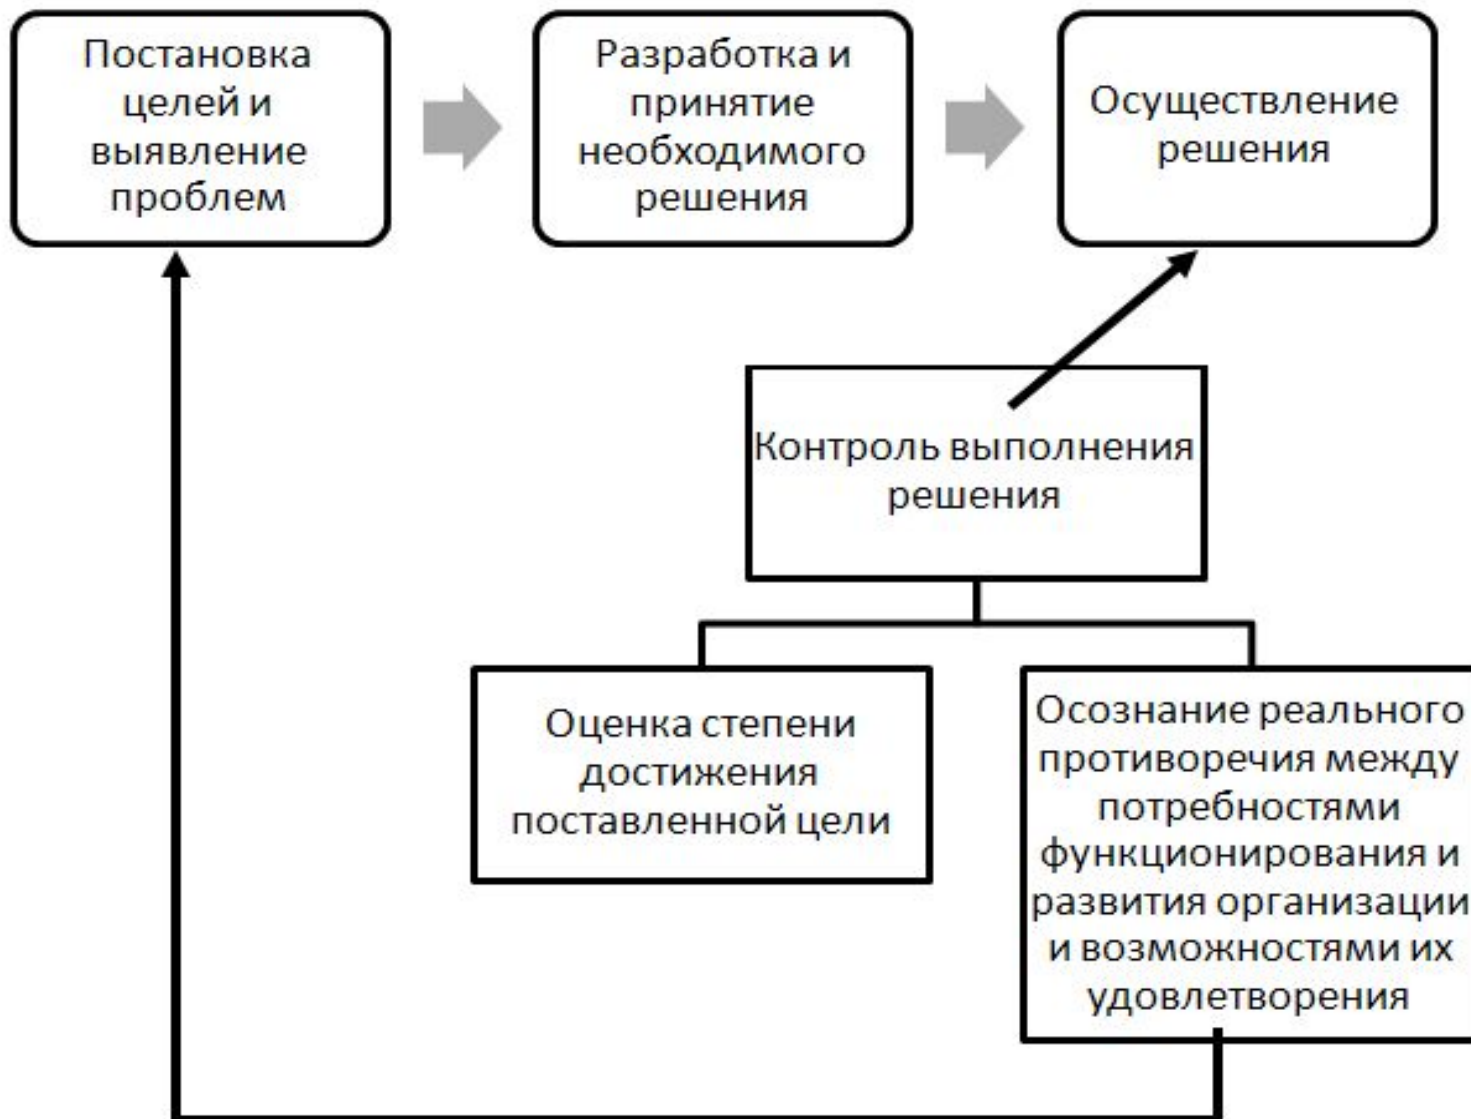 Постановка
целей и
выявление
проблем
Разработка и
принятие
необходимого
решения
Осуществление
решения
Контроль выполнения
решения
Оценка степени
достижения
поставленной цели
Осознание реального
противоречия между
потребностями
функционирования и
развития организации
и возможностями их
удовлетворения